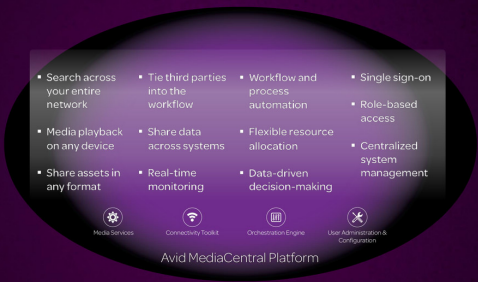 Search across
your entire
network
Media playback
on any device
Share assets in
any format
Tie third parties
into the
workflow
Share data
across systems
Real-time
monitoring
Workflow and
process
automation
Flexible resource
allocation
Data-driven
decision-making
Single sign-on
Role-based
access
Centralized
system
management
Media Services
Connectivity Toolkit
Orchestration Engine
User Administration &
Configuration
Avid MediaCentral Platform